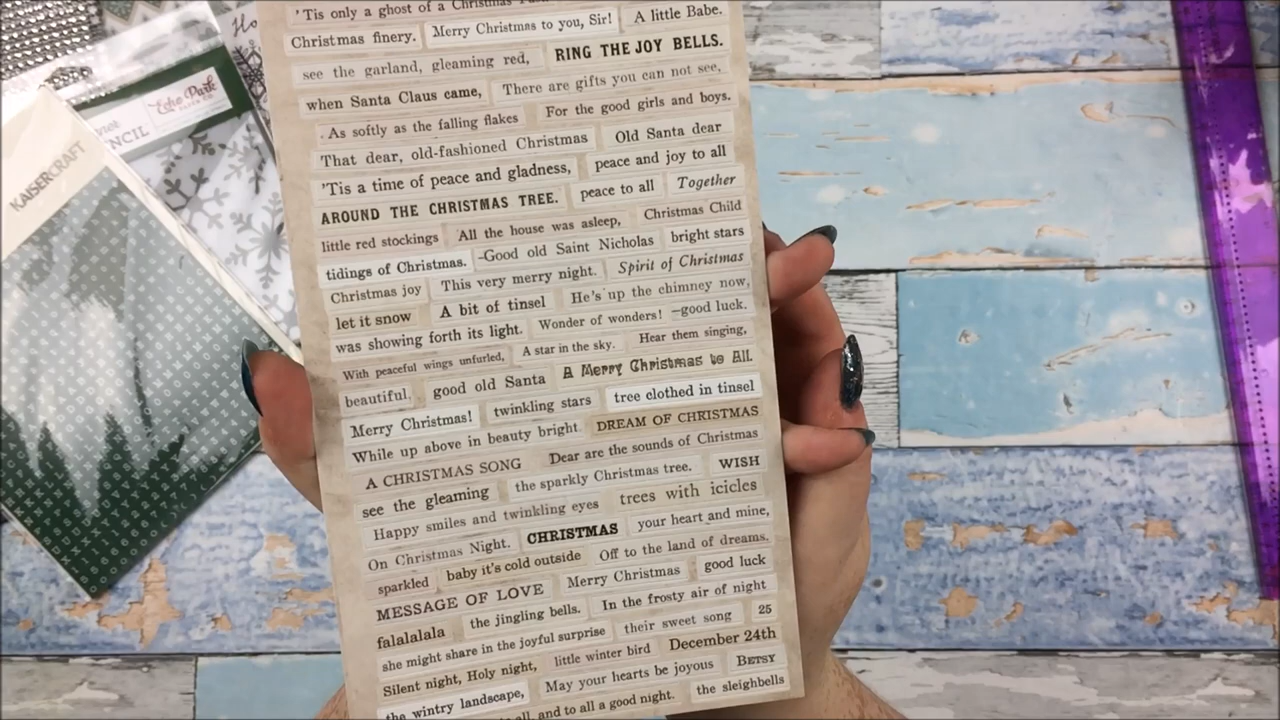 'Tis only a ghost of a Christmas
Christmas finery. Merry Christmas to you, Sir! A little Babe.
see the garland, gleaming red, RING THE JOY BELLS.
when Santa Claus came, There are gifts you can not see,
As softly as the falling flakes For the good girls and boys.
That dear, old-fashioned Christmas Old Santa dear
'Tis a time of peace and gladness, peace and joy to all
AROUND THE CHRISTMAS TREE. peace to all Together
little red stockings All the house was asleep, Christmas Child
tidings of Christmas. -Good old Saint Nicholas bright stars
Christmas joy This very merry night. Spirit of Christmas
let it snow A bit of tinsel He's up the chimney now,
was showing forth its light. Wonder of wonders! —good luck.
With peaceful wings unfurled, A star in the sky. Hear them singing,
beautiful, good old Santa A Merry Christmas to All.
Merry Christmas! twinkling stars tree clothed in tinsel
While up above in beauty bright DREAM OF CHRISTMAS
A CHRISTMAS SONG Dear are the sounds of Christmas
see the gleaming the sparkly Christmas tree. WISH
Happy smiles and twinkling eyes trees with icicles
On Christmas Night. CHRISTMAS your heart and mine,
sparkled baby it's cold outside Off to the land of dreams.
MESSAGE OF LOVE Merry Christmas good luck
falalalala the jingling bells. In the frosty air of night
she might share in the joyful surprise their sweet song 25
Silent night, Holy night, little winter bird December 24th
the wintry landscape, May your hearts be joyous BETSY
all, and to all a good night. the sleighbells
Echo Park
PAPER CO.
KAISERCRAFT